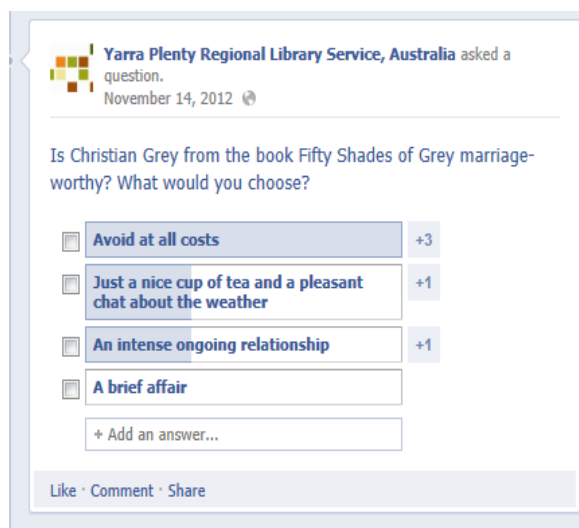 Yarra Plenty Regional Library Service, Australia asked a
question.
November 14, 2012
Is Christian Grey from the book Fifty Shades of Grey marriage-
worthy? What would you choose?
Avoid at all costs +3
Just a nice cup of tea and a pleasant +1
chat about the weather
An intense ongoing relationship +1
A brief affair
+ Add an answer...
Like · Comment · Share